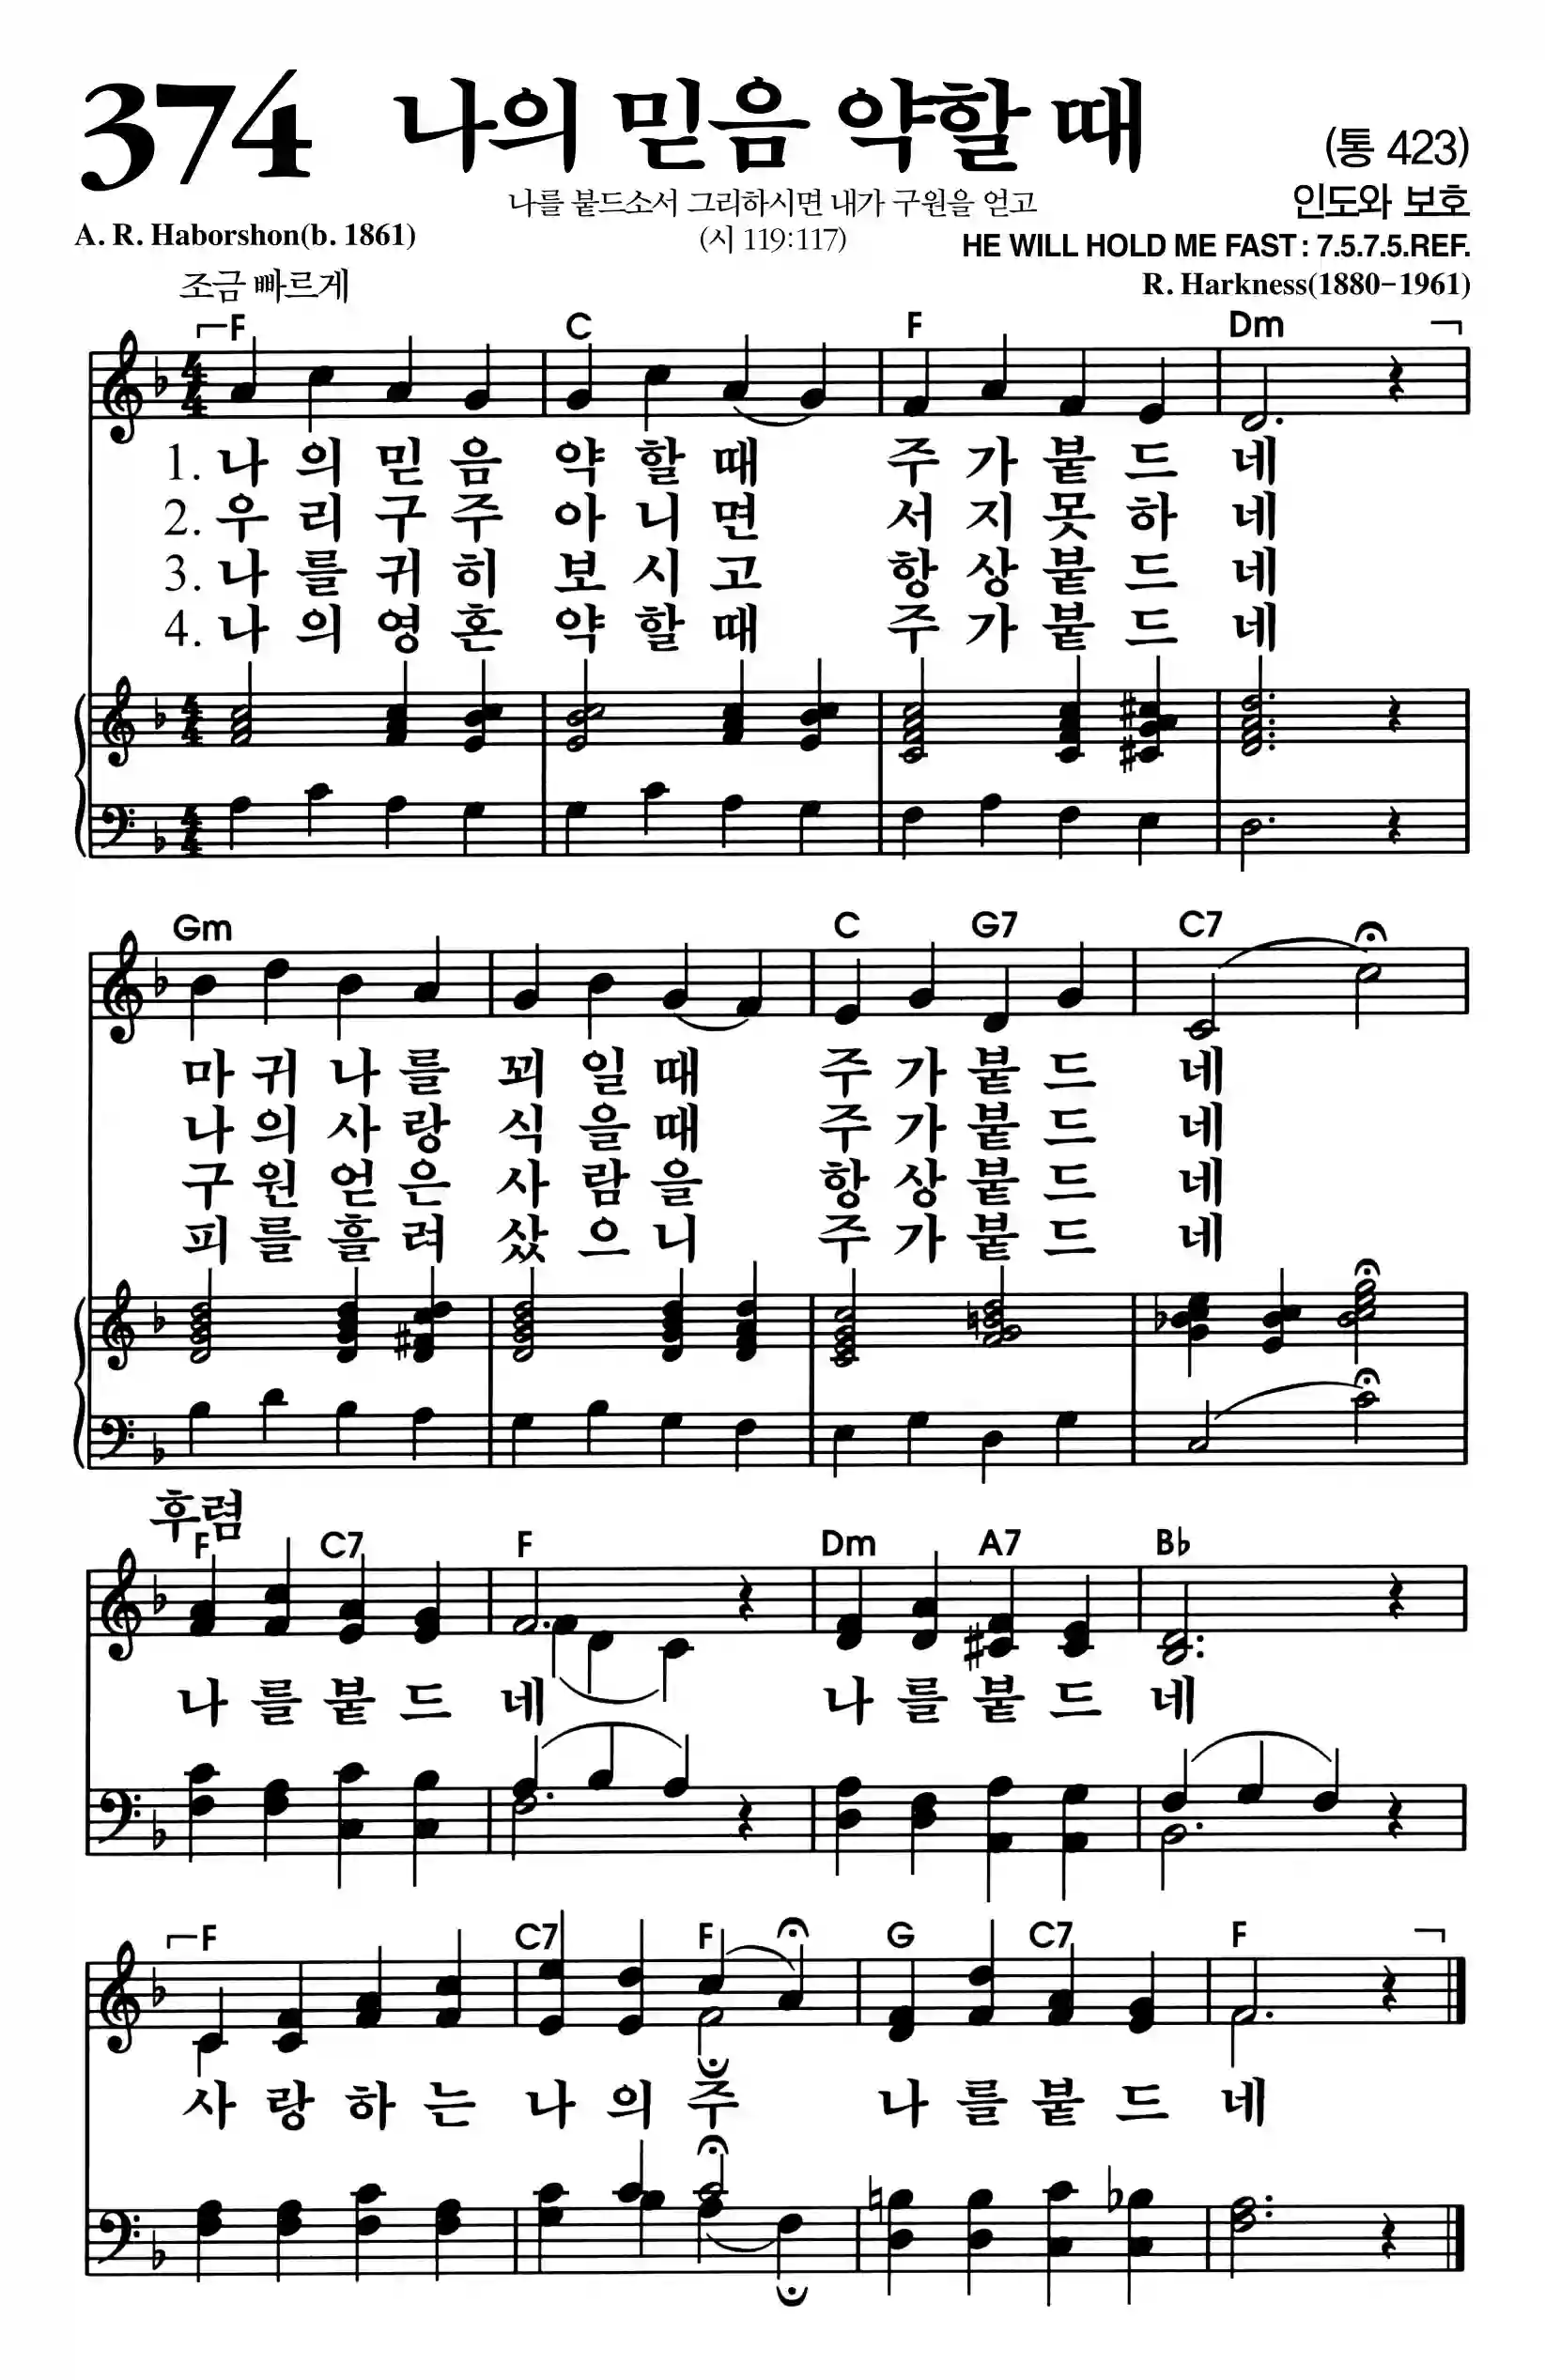 374 나의 믿음 약할 때 (통 423)
나를 붙드소서 그리하시면 내가 구원을 얻고 인도와 보호
A. R. Haborshon(b. 1861) (시 119:117) HE WILL HOLD ME FAST : 7.5.7.5.REF.
조금 빠르게 R. Harkness(1880-1961)
F C F Dm
1. 나 의 믿 음 약 할 때 주 가 붙 드 네
2. 우 리 구 주 아 니 면 서 지 못 하 네
3. 나 를 귀 히 보 시 고 항 상 붙 드 네
4. 나 의 영 혼 약 할 때 주 가 붙 드 네
Gm C G7 C7
마 귀 나 를 꾀 일 때 주 가 붙 드 네
나 의 사 랑 식 을 때 주 가 붙 드 네
구 원 얻 은 사 람 을 항 상 붙 드 네
피 를 흘 려 샀 으 니 주 가 붙 드 네
후렴
F C7 F Dm A7 B♭
나 를 붙 드 네 나 를 붙 드 네
F C7 F G C7 F
사 랑 하 는 나 의 주 나 를 붙 드 네